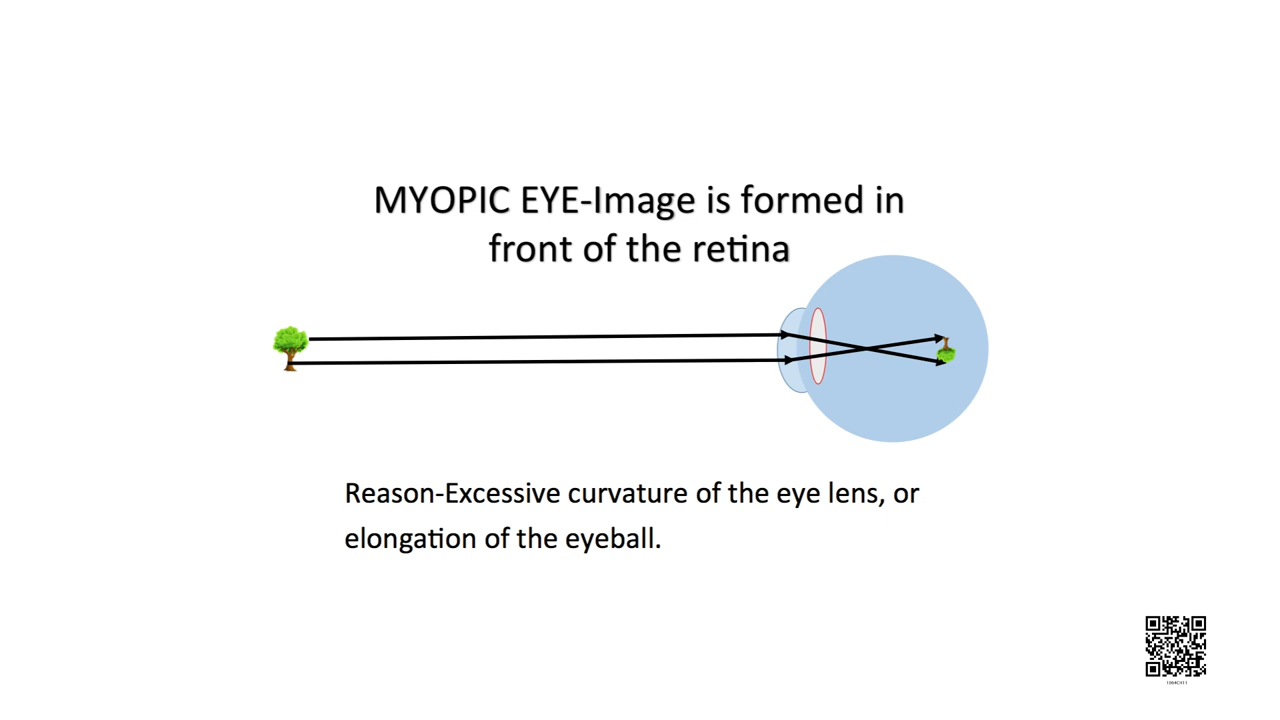 MYOPIC EYE-Image is formed in
front of the retina
Reason-Excessive curvature of the eye lens, or
elongation of the eyeball.